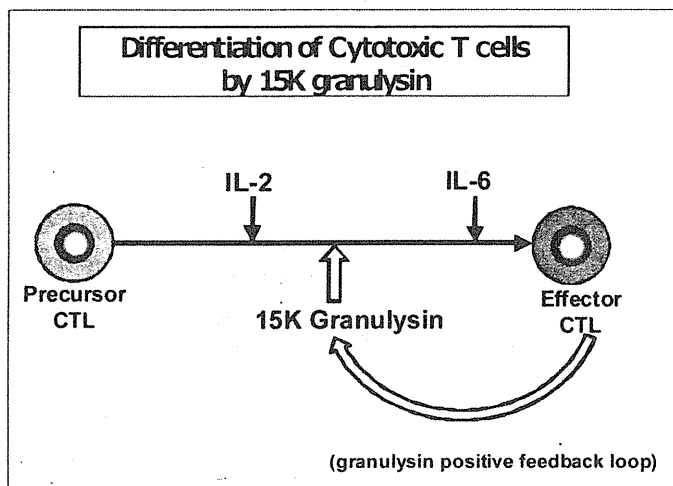 Differentiation of Cytotoxic T cells
by 15K granulysin
IL-2
IL-6
Precursor
CTL
15K Granulysin
Effector
CTL
(granulysin positive feedback loop)